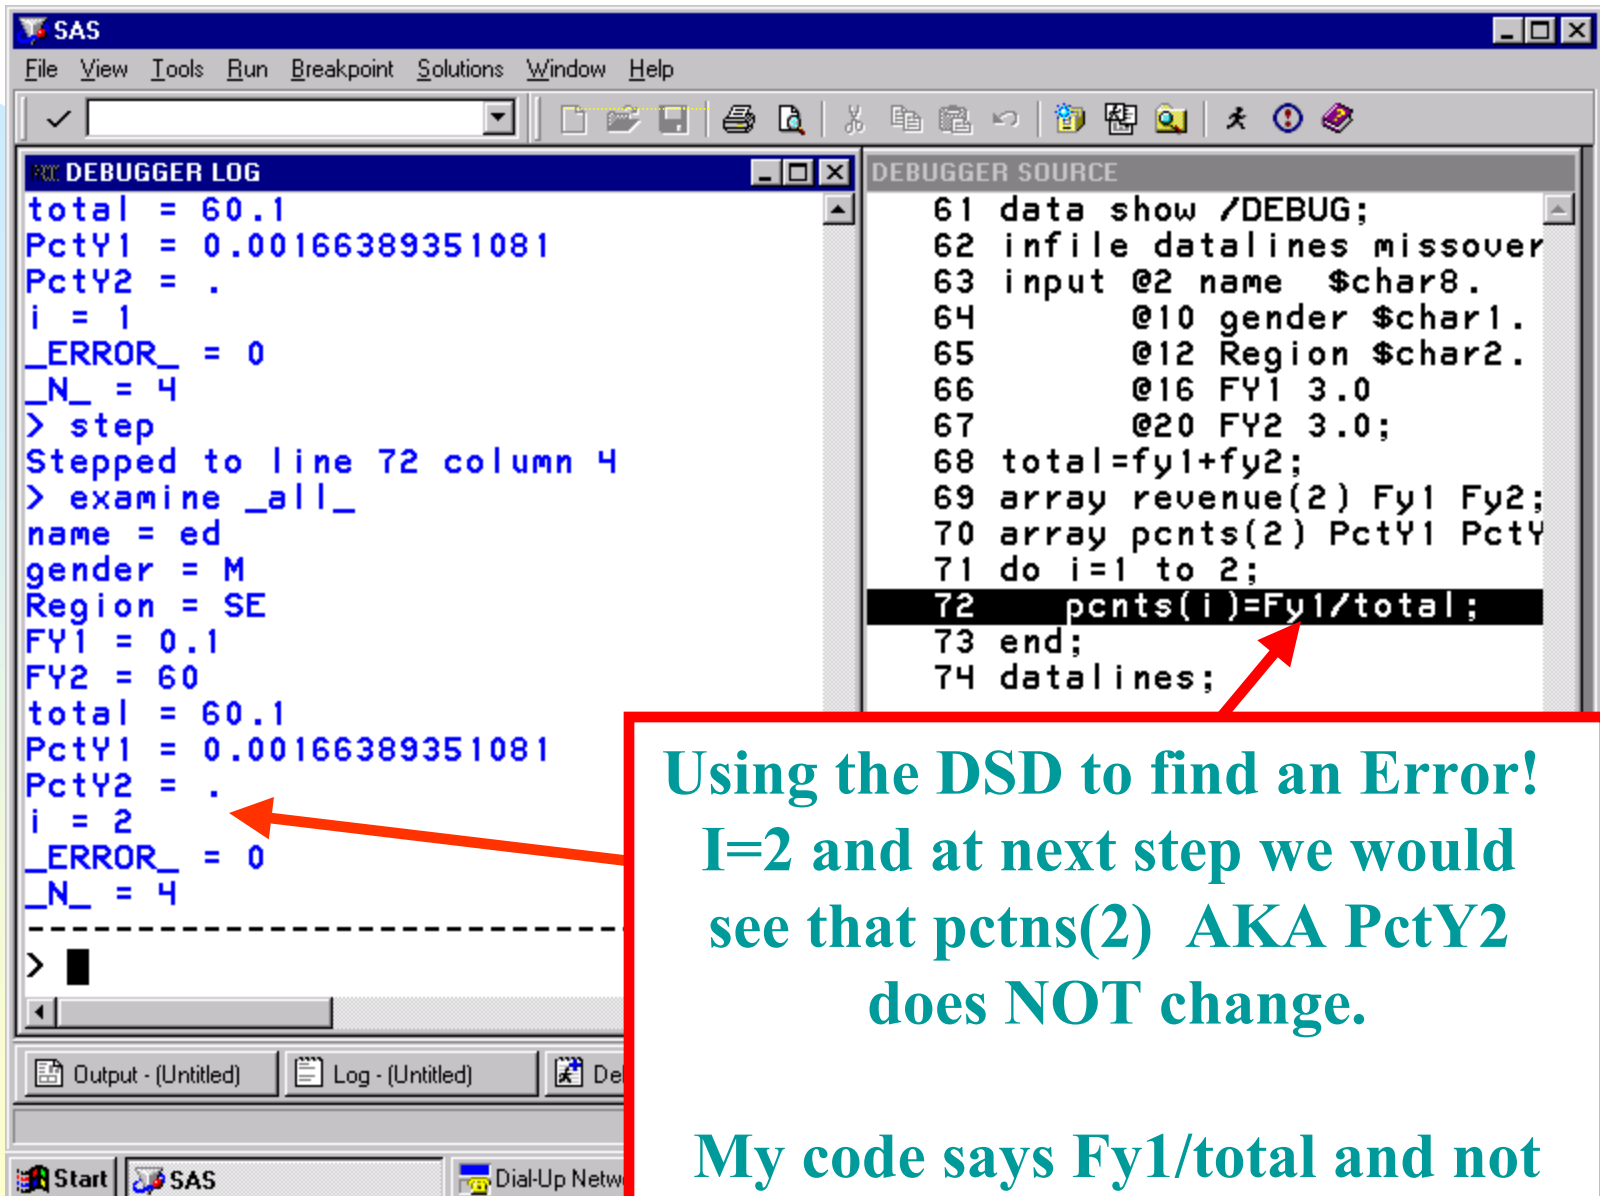 SAS
File View Tools Run Breakpoint Solutions Window Help
DEBUGGER LOG
total = 60.1
PctY1 = 0.00166389351081
PctY2 = .
i = 1
_ERROR_ = 0
_N_ = 4
> step
Stepped to line 72 column 4
> examine _all_
name = ed
gender = M
Region = SE
FY1 = 0.1
FY2 = 60
total = 60.1
PctY1 = 0.00166389351081
PctY2 = .
i = 2
_ERROR_ = 0
_N_ = 4
>
DEBUGGER SOURCE
61 data show /DEBUG;
62 infile datalines missover
63 input @2 name $char8.
64 @10 gender $char1.
65 @12 Region $char2.
66 @16 FY1 3.0
67 @20 FY2 3.0;
68 total=fy1+fy2;
69 array revenue(2) Fy1 Fy2;
70 array pcnts(2) PctY1 PctY
71 do i=1 to 2;
72 pcnts(i)=Fy1/total;
73 end;
74 datalines;
Using the DSD to find an Error!
I=2 and at next step we would
see that pctns(2) AKA PctY2
does NOT change.
My code says Fy1/total and not
Output - (Untitled) Log - (Untitled) De
Start SAS Dial-Up Netw